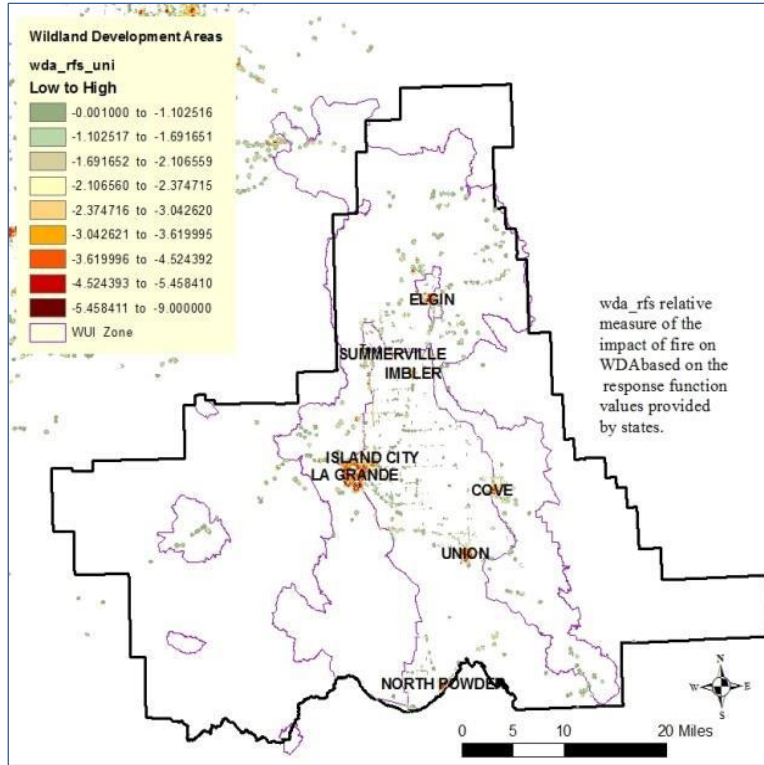 Wildland Development Areas
wda_rfs_uni
Low to High
-0.001000 to -1.102516
-1.102517 to -1.691651
-1.691652 to -2.106559
-2.106560 to -2.374715
-2.374716 to -3.042620
-3.042621 to -3.619995
-3.619996 to -4.524392
-4.524393 to -5.458410
-5.458411 to -9.000000
WUI Zone
ELGIN
wda_rfs relative
measure of the
impact of fire on
WDAbased on the
response function
values provided
by states.
SUMMERVILLE
IMBLER
ISLAND CITY
LA GRANDE
COVE
UNION
NORTH POWDER
N
W E
S
0 5 10 20 Miles